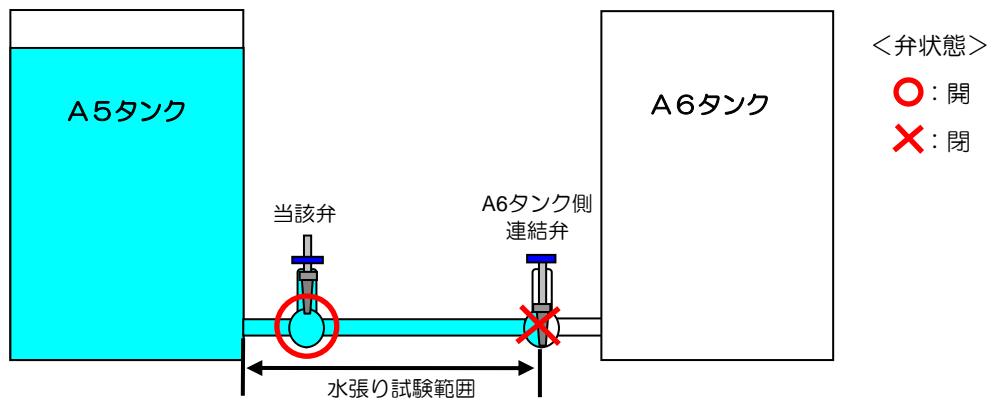 A5タンク
A6タンク
＜弁状態＞
：開
：閉
当該弁
A6タンク側
連結弁
水張り試験範囲